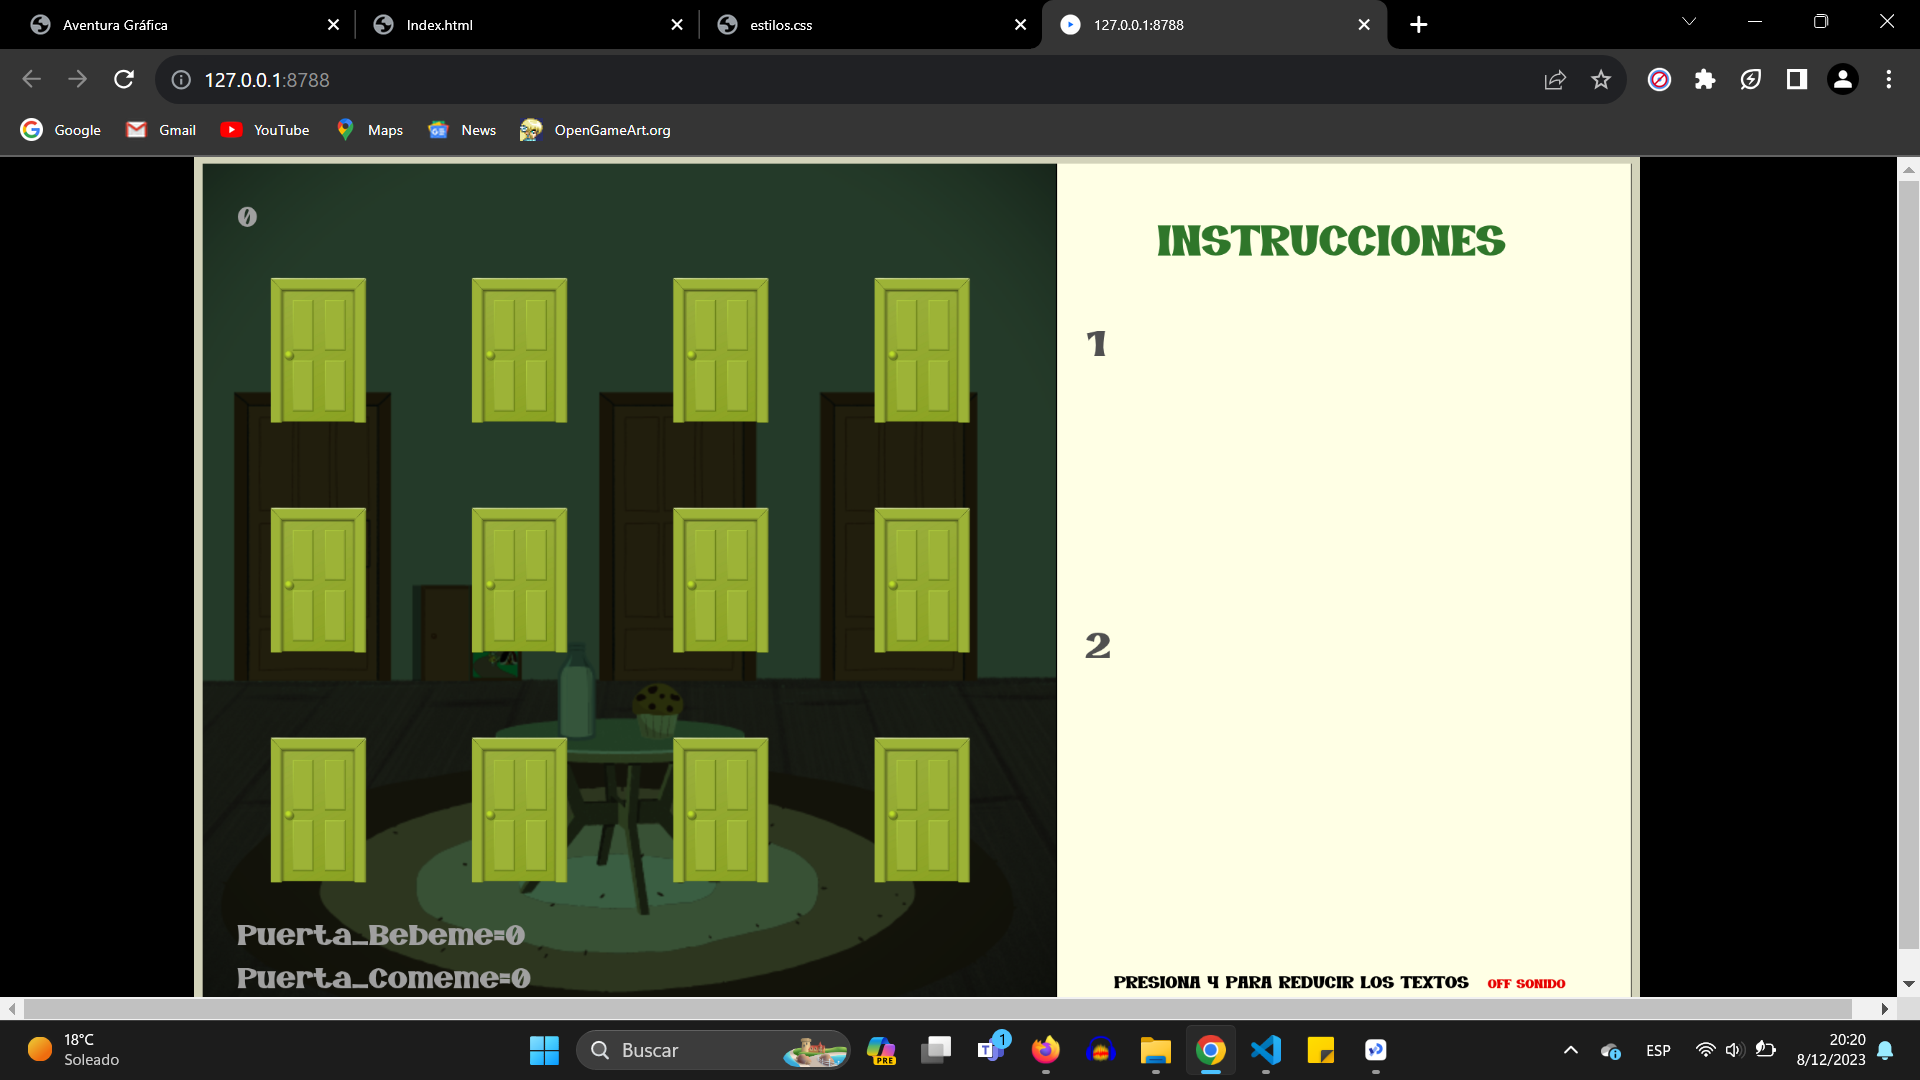 Aventura Gráfica
Index.html
estilos.css
127.0.0.1:8788
127.0.0.1:8788
Google
Gmail
YouTube
Maps
News
OpenGameArt.org
0
INSTRUCCIONES
1
2
Puerta_Bebeme=0
Puerta_Comeme=0
PRESIONA Y PARA REDUCIR LOS TEXTOS
OFF SONIDO
18°C
Soleado
Buscar
PRE
1
ESP
20:20
8/12/2023